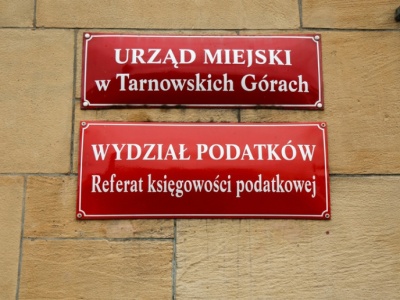 URZĄD MIEJSKI
w Tarnowskich Górach
WYDZIAŁ PODATKÓW
Referat księgowości podatkowej